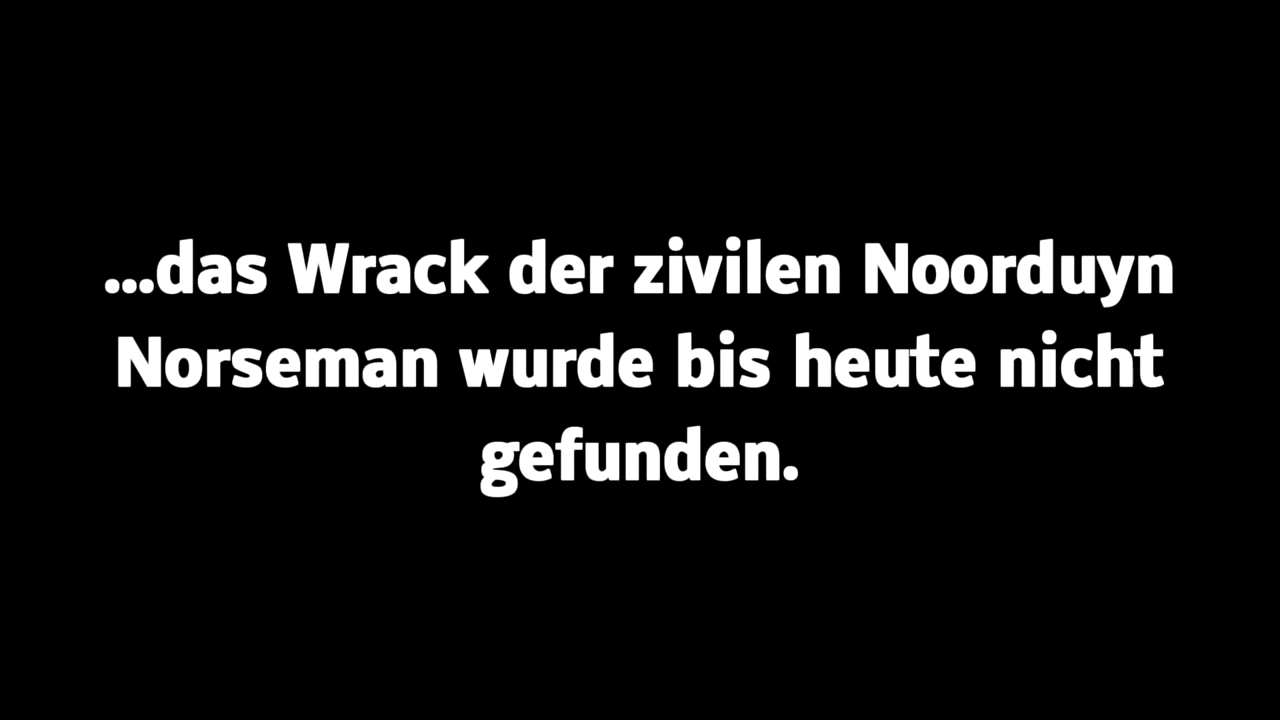 ...das Wrack der zivilen Noorduyn
Norseman wurde bis heute nicht
gefunden.